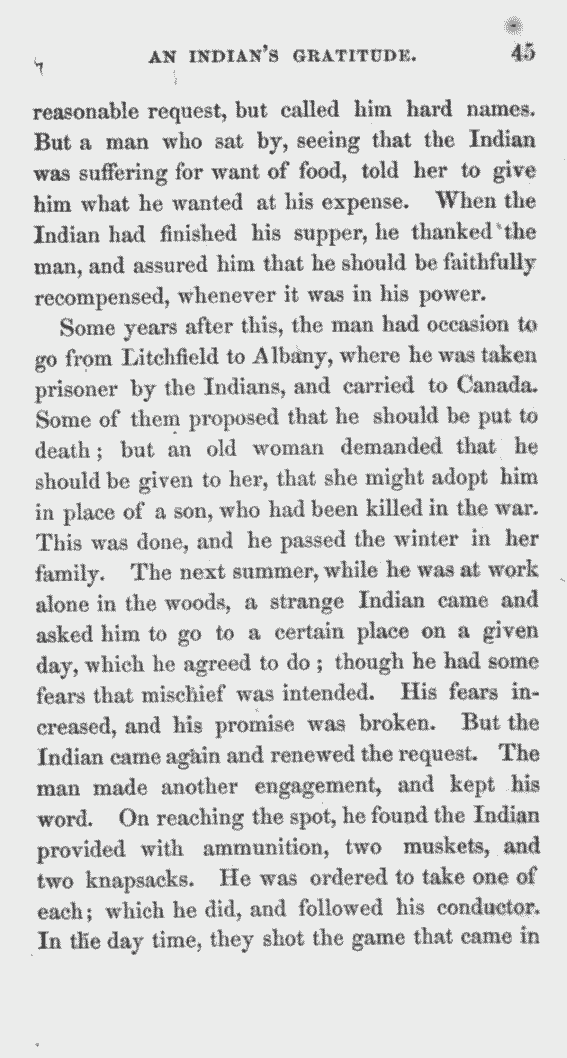 AN INDIAN'S GRATITUDE. 45
reasonable request, but called him hard names.
But a man who sat by, seeing that the Indian
was suffering for want of food, told her to give
him what he wanted at his expense. When the
Indian had finished his supper, he thanked the
man, and assured him that he should be faithfully
recompensed, whenever it was in his power.
Some years after this, the man had occasion to
go from Litchfield to Albany, where he was taken
prisoner by the Indians, and carried to Canada.
Some of them proposed that he should be put to
death; but an old woman demanded that he
should be given to her, that she might adopt him
in place of a son, who had been killed in the war.
This was done, and he passed the winter in her
family. The next summer, while he was at work
alone in the woods, a strange Indian came and
asked him to go to a certain place on a given
day, which he agreed to do; though he had some
fears that mischief was intended. His fears in-
creased, and his promise was broken. But the
Indian came again and renewed the request. The
man made another engagement, and kept his
word. On reaching the spot, he found the Indian
provided with ammunition, two muskets, and
two knapsacks. He was ordered to take one of
each; which he did, and followed his conductor.
In the day time, they shot the game that came in